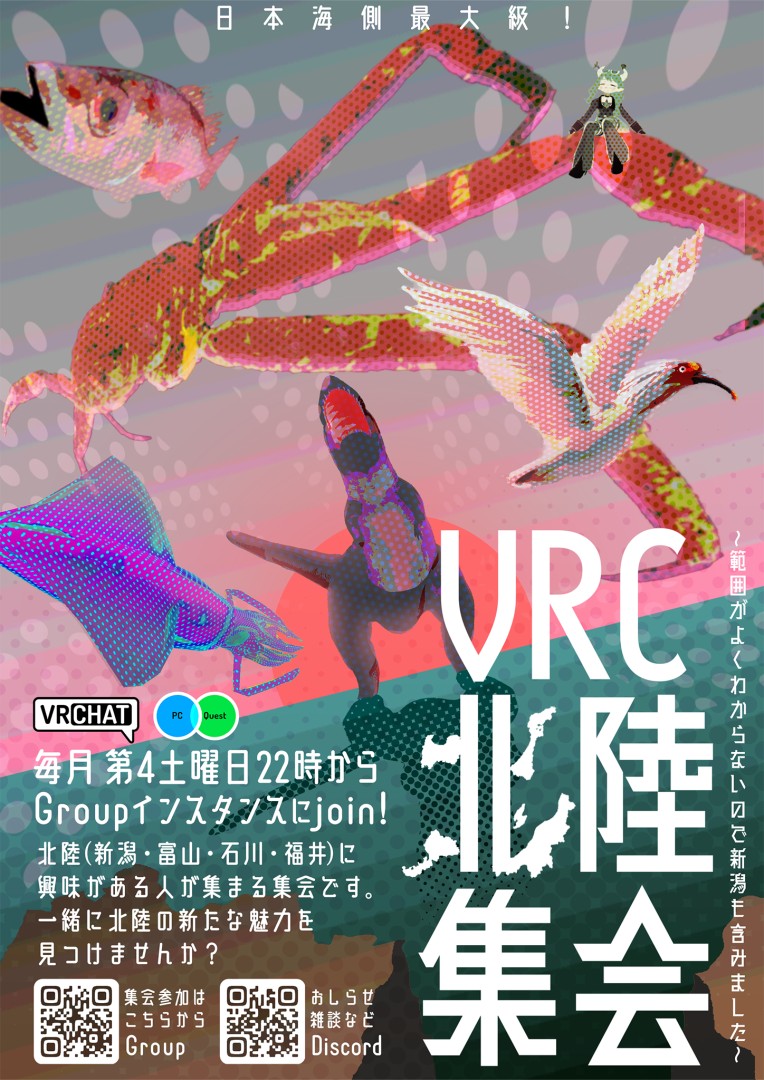 日本海側最大級！
VRC
北陸
集会
〜範囲がよくわからないので新潟も含みました〜
VRCHAT
PC
Quest
毎月 第4土曜日22時から
Groupインスタンスにjoin!
北陸(新潟・富山・石川・福井)に
興味がある人が集まる集会です。
一緒に北陸の新たな魅力を
見つけませんか？
集会参加は
こちらから
Group
おしらせ
雑談など
Discord